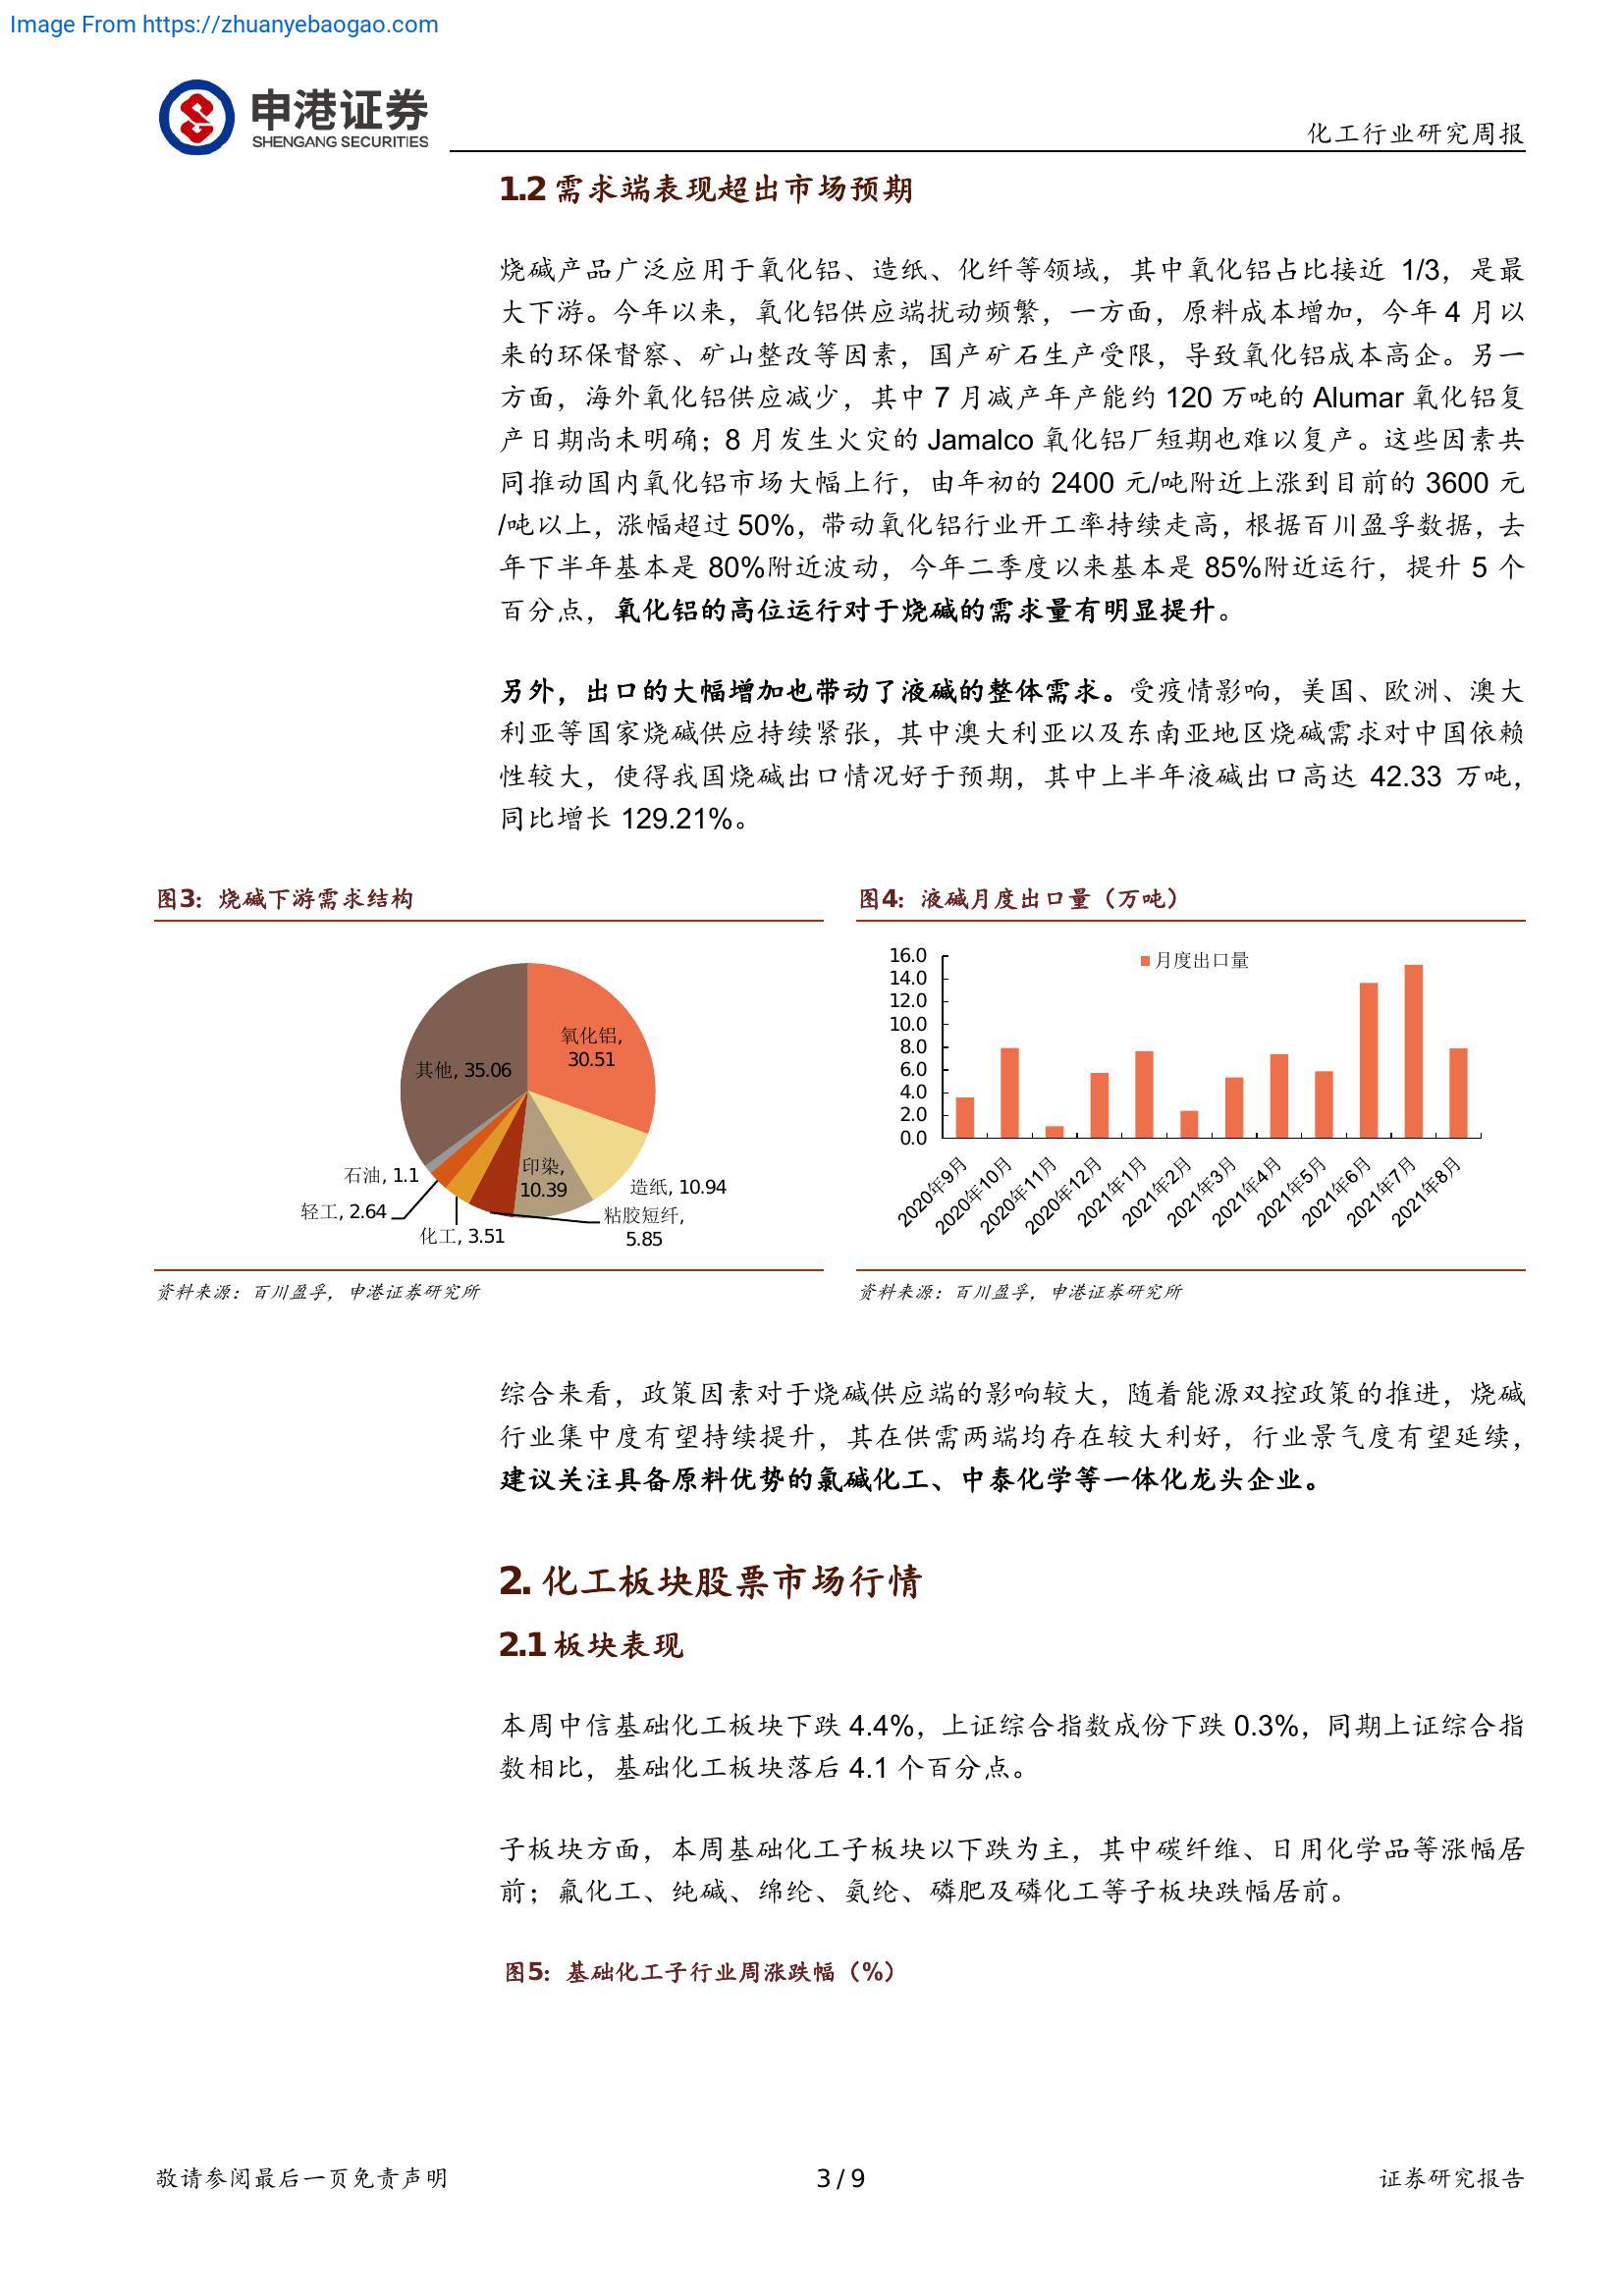 Image From https://zhuanyebaogao.com
申港证券
SHENGANG SECURITIES
化工行业研究周报
1.2 需求端表现超出市场预期
烧碱产品广泛应用于氧化铝、造纸、化纤等领域，其中氧化铝占比接近 1/3，是最
大下游。今年以来，氧化铝供应端扰动频繁，一方面，原料成本增加，今年 4 月以
来的环保督察、矿山整改等因素，国产矿石生产受限，导致氧化铝成本高企。另一
方面，海外氧化铝供应减少，其中 7 月减产年产能约 120 万吨的 Alumar 氧化铝复
产日期尚未明确；8 月发生火灾的 Jamalco 氧化铝厂短期也难以复产。这些因素共
同推动国内氧化铝市场大幅上行，由年初的 2400 元/吨附近上涨到目前的 3600 元
/吨以上，涨幅超过 50%，带动氧化铝行业开工率持续走高，根据百川盈孚数据，去
年下半年基本是 80%附近波动，今年二季度以来基本是 85%附近运行，提升 5 个
百分点，氧化铝的高位运行对于烧碱的需求量有明显提升。
另外，出口的大幅增加也带动了液碱的整体需求。受疫情影响，美国、欧洲、澳大
利亚等国家烧碱供应持续紧张，其中澳大利亚以及东南亚地区烧碱需求对中国依赖
性较大，使得我国烧碱出口情况好于预期，其中上半年液碱出口高达 42.33 万吨，
同比增长 129.21%。
图3：烧碱下游需求结构
氧化铝,
30.51
其他, 35.06
印染,
10.39
石油, 1.1
造纸, 10.94
轻工, 2.64
粘胶短纤,
5.85
化工, 3.51
资料来源：百川盈孚，申港证券研究所
图4：液碱月度出口量（万吨）
月度出口量
16.0
14.0
12.0
10.0
8.0
6.0
4.0
2.0
0.0
2020年9月
2020年10月
2020年11月
2020年12月
2021年1月
2021年2月
2021年3月
2021年4月
2021年5月
2021年6月
2021年7月
2021年8月
资料来源：百川盈孚，申港证券研究所
综合来看，政策因素对于烧碱供应端的影响较大，随着能源双控政策的推进，烧碱
行业集中度有望持续提升，其在供需两端均存在较大利好，行业景气度有望延续，
建议关注具备原料优势的氯碱化工、中泰化学等一体化龙头企业。
2. 化工板块股票市场行情
2.1 板块表现
本周中信基础化工板块下跌 4.4%，上证综合指数成份下跌 0.3%，同期上证综合指
数相比，基础化工板块落后 4.1 个百分点。
子板块方面，本周基础化工子板块以下跌为主，其中碳纤维、日用化学品等涨幅居
前；氟化工、纯碱、绵纶、氨纶、磷肥及磷化工等子板块跌幅居前。
图5：基础化工子行业周涨跌幅（%）
敬请参阅最后一页免责声明
3 / 9
证券研究报告